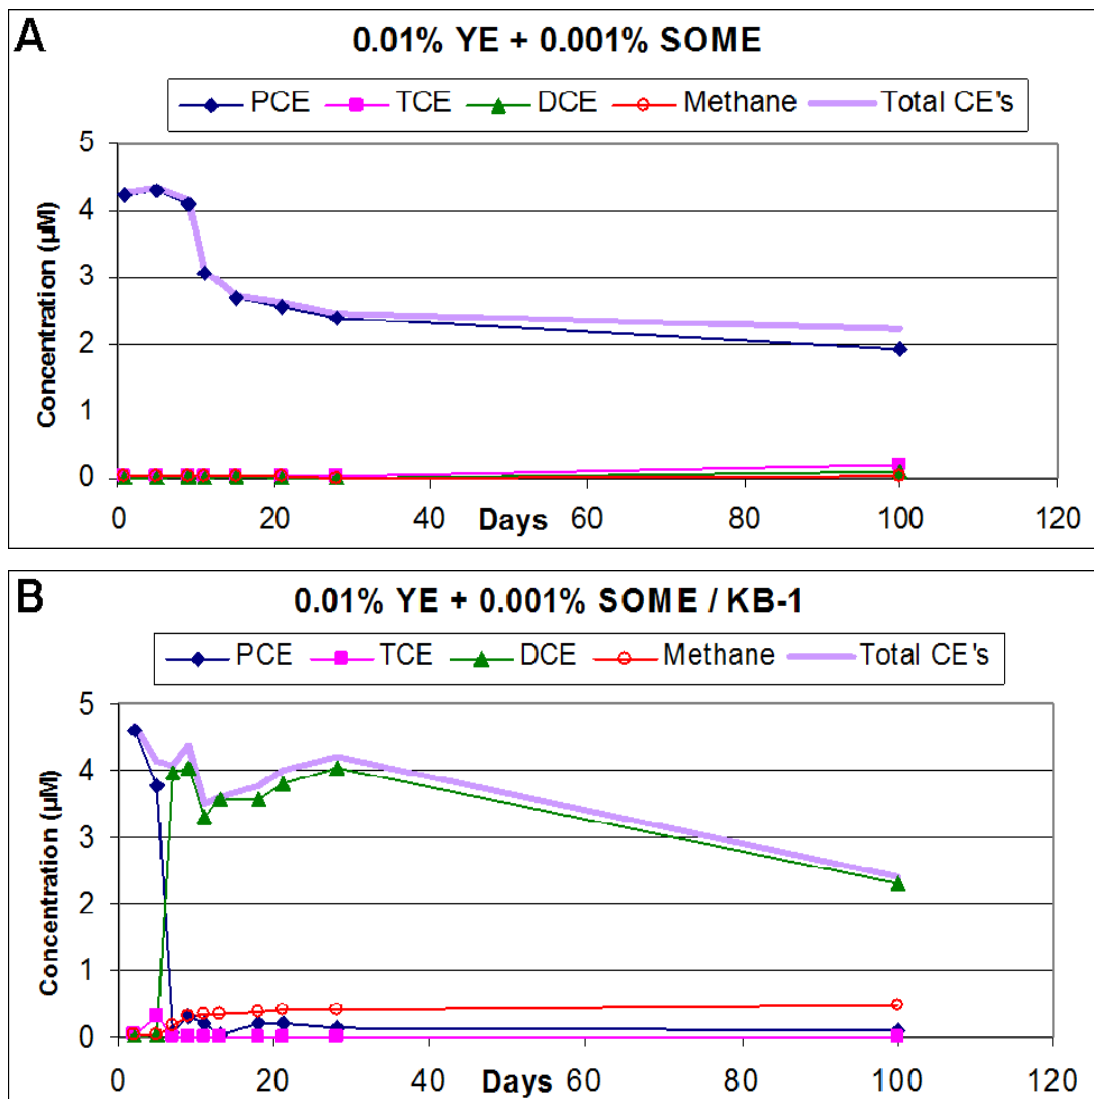 A
0.01% YE + 0.001% SOME
PCE TCE DCE Methane Total CE's
Concentration (µM)
5
4
3
2
1
0
0 20 40 60 80 100 120
Days
B
0.01% YE + 0.001% SOME / KB-1
PCE TCE DCE Methane Total CE's
Concentration (µM)
5
4
3
2
1
0
0 20 40 60 80 100 120
Days